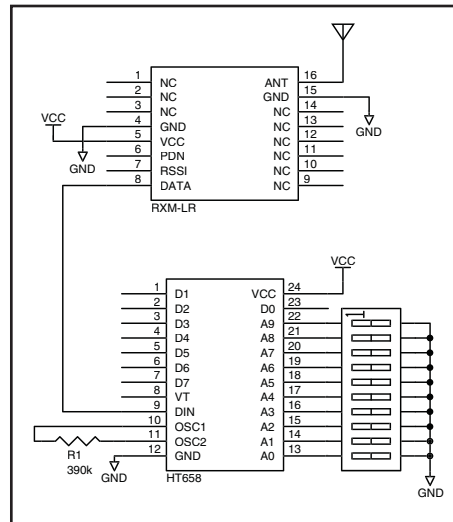 1 NC ANT 16
2 NC GND 15
3 NC NC 14
4 GND NC 13
5 VCC NC 12
6 PDN NC 11
7 RSSI NC 10
8 DATA NC 9
VCC
GND
GND
RXM-LR
VCC
1 D1 VCC 24
2 D2 D0 23
3 D3 A9 22
4 D4 A8 21
5 D5 A7 20
6 D6 A6 19
7 D7 A5 18
8 VT A4 17
9 DIN A3 16
10 OSC1 A2 15
11 OSC2 A1 14
12 GND A0 13
R1
390k
GND
HT658
GND